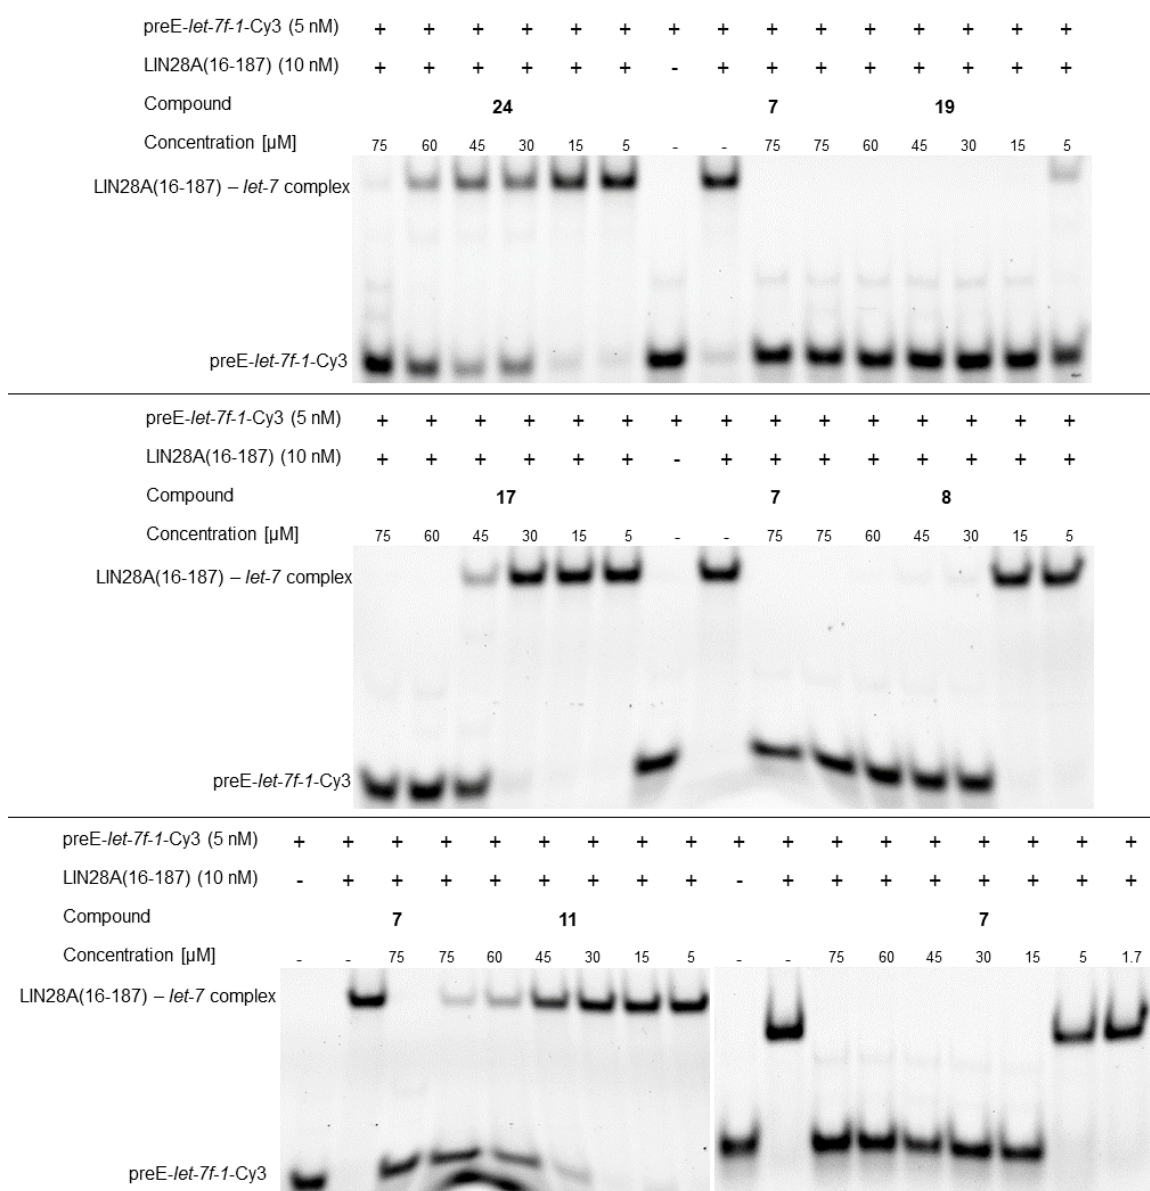 preE-let-7f-1-Cy3 (5 nM) + + + + + + + + + + + + + + +
LIN28A(16-187) (10 nM) + + + + + + - + + + + + + + +
Compound 24 7 19
Concentration [µM] 75 60 45 30 15 5 - - 75 75 60 45 30 15 5
LIN28A(16-187) – let-7 complex
preE-let-7f-1-Cy3
preE-let-7f-1-Cy3 (5 nM) + + + + + + + + + + + + + + +
LIN28A(16-187) (10 nM) + + + + + + - + + + + + + + +
Compound 17 7 8
Concentration [µM] 75 60 45 30 15 5 - - 75 75 60 45 30 15 5
LIN28A(16-187) – let-7 complex
preE-let-7f-1-Cy3
preE-let-7f-1-Cy3 (5 nM) + + + + + + + + + + + + + + + + + +
LIN28A(16-187) (10 nM) - + + + + + + + + - + + + + + + + +
Compound 7 11 7
Concentration [µM] - - 75 75 60 45 30 15 5 - - 75 60 45 30 15 5 1.7
LIN28A(16-187) – let-7 complex
preE-let-7f-1-Cy3